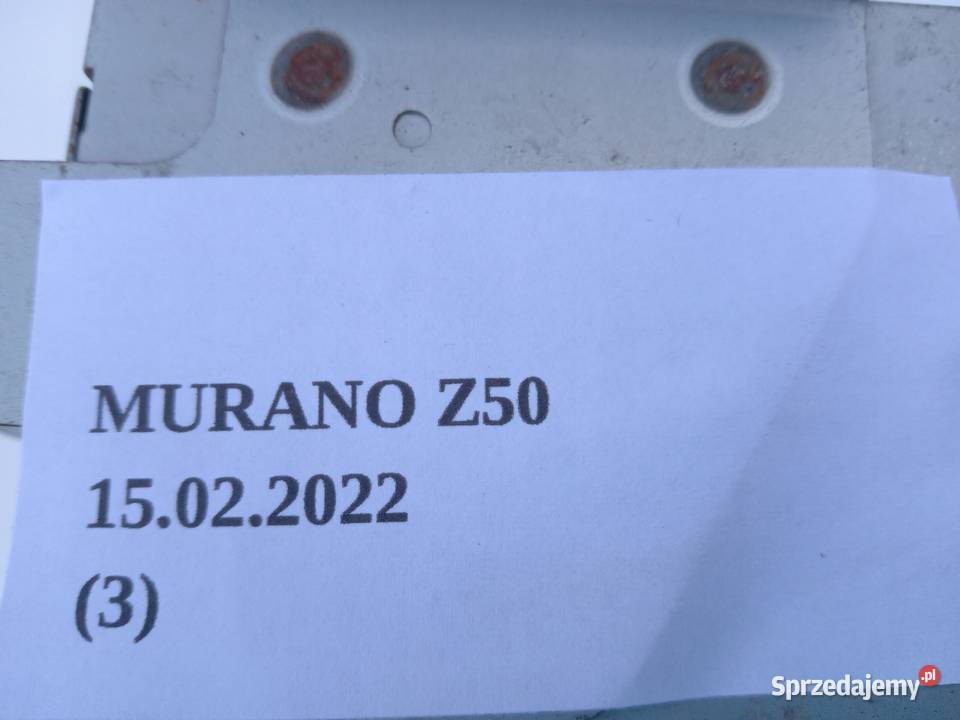 MURANO Z50
15.02.2022
(3)
Sprzedajemy.pl